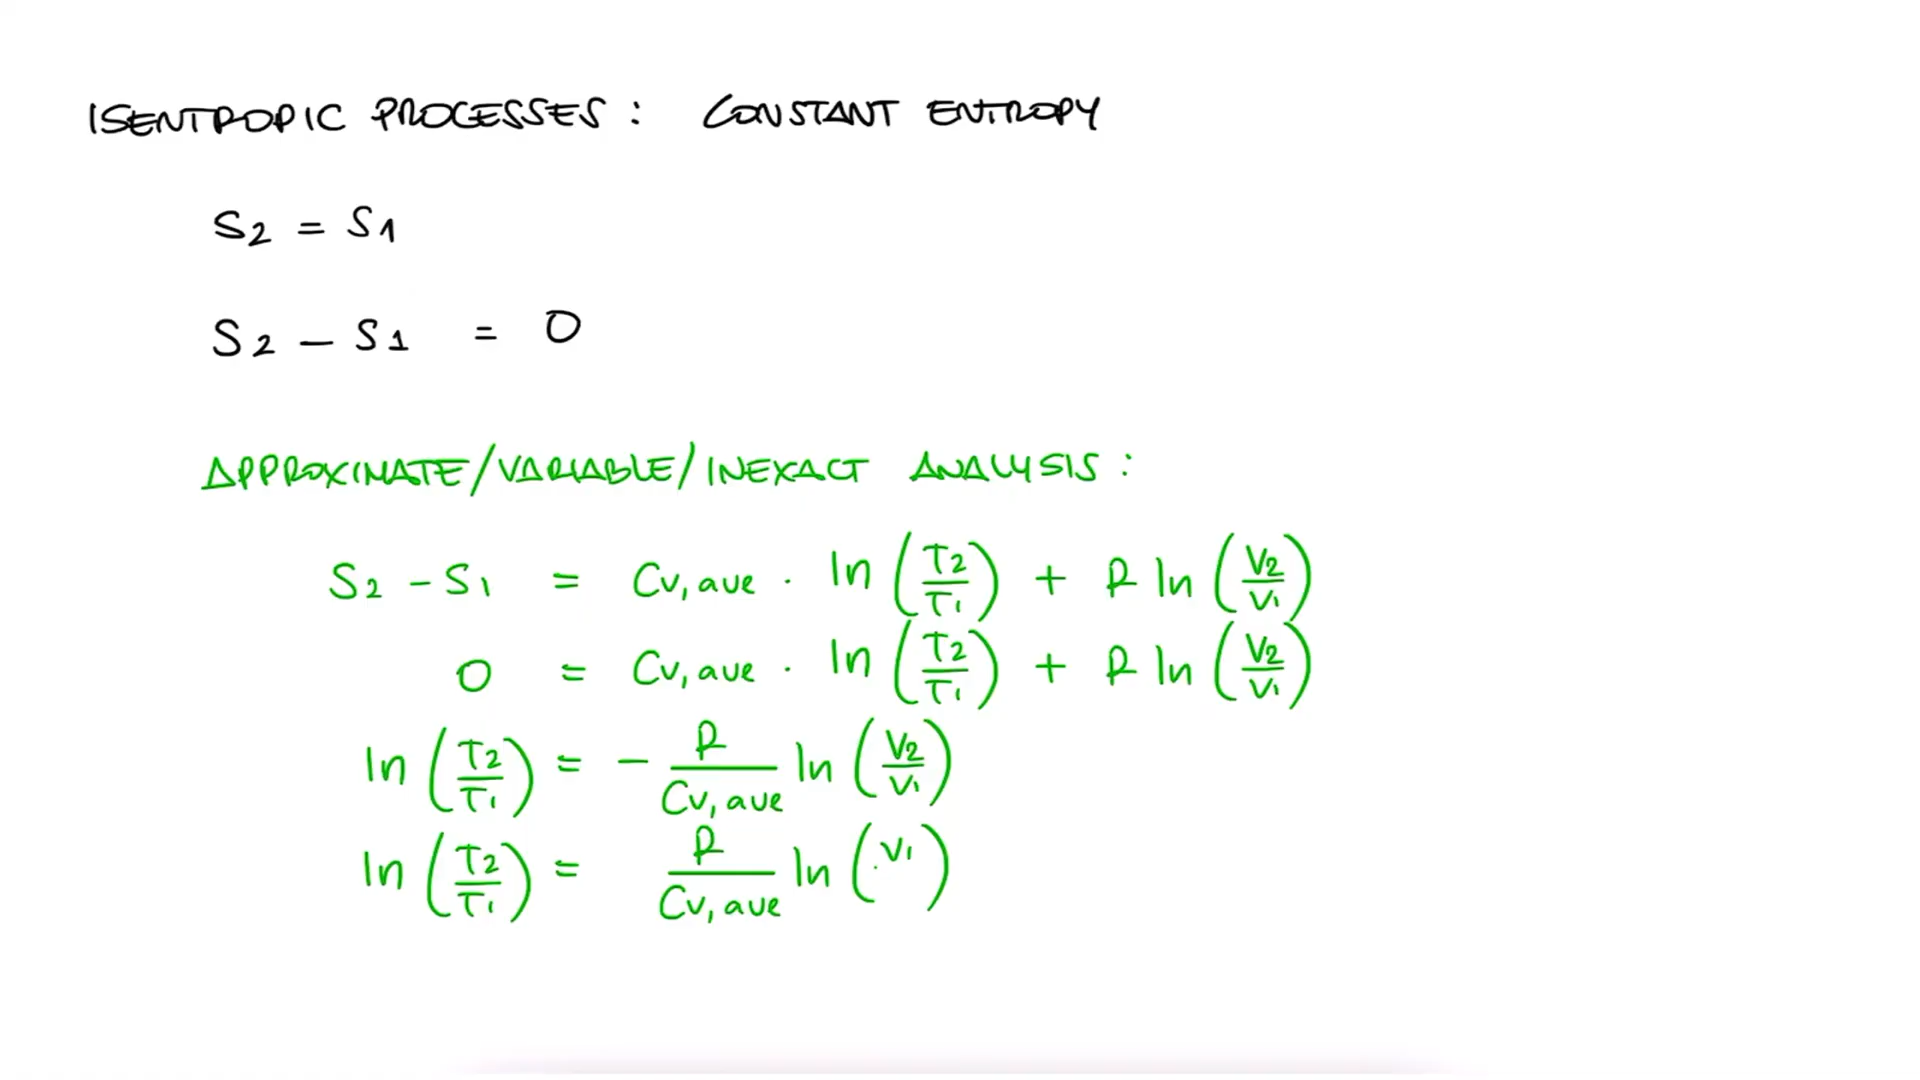 ISENTROPIC PROCESSES: CONSTANT ENTROPY
S2 = S1
S2 - S1 = 0
APPROXIMATE/VARIABLE/INEXACT ANALYSIS:
S2 - S1 = Cv, ave · ln (T2/T1) + R ln (V2/V1)
0 = Cv, ave · ln (T2/T1) + R ln (V2/V1)
ln (T2/T1) = - R/Cv, ave ln (V2/V1)
ln (T2/T1) = R/Cv, ave ln (V1)